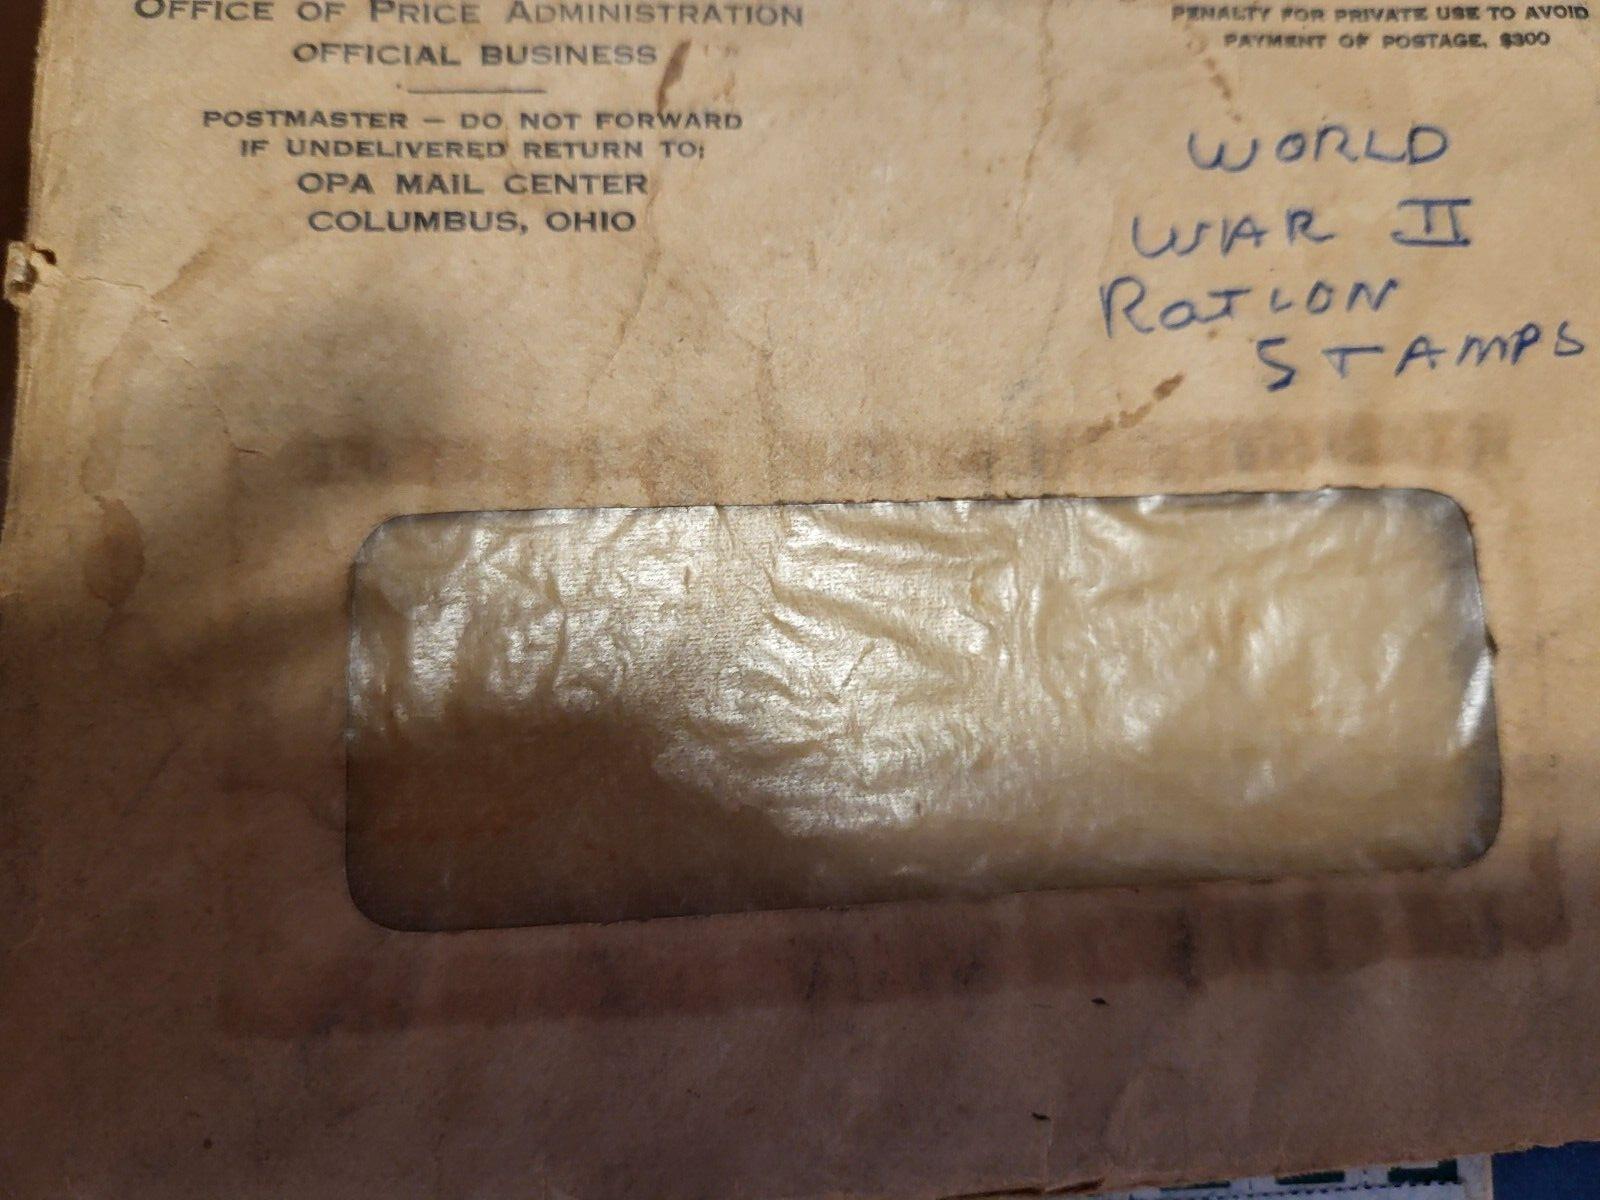 OFFICE OF PRICE ADMINISTRATION
OFFICIAL BUSINESS
POSTMASTER — DO NOT FORWARD
IF UNDELIVERED RETURN TO:
OPA MAIL CENTER
COLUMBUS, OHIO
PENALTY FOR PRIVATE USE TO AVOID
PAYMENT OF POSTAGE, $300
WORLD
WAR II
RATION
STAMPS